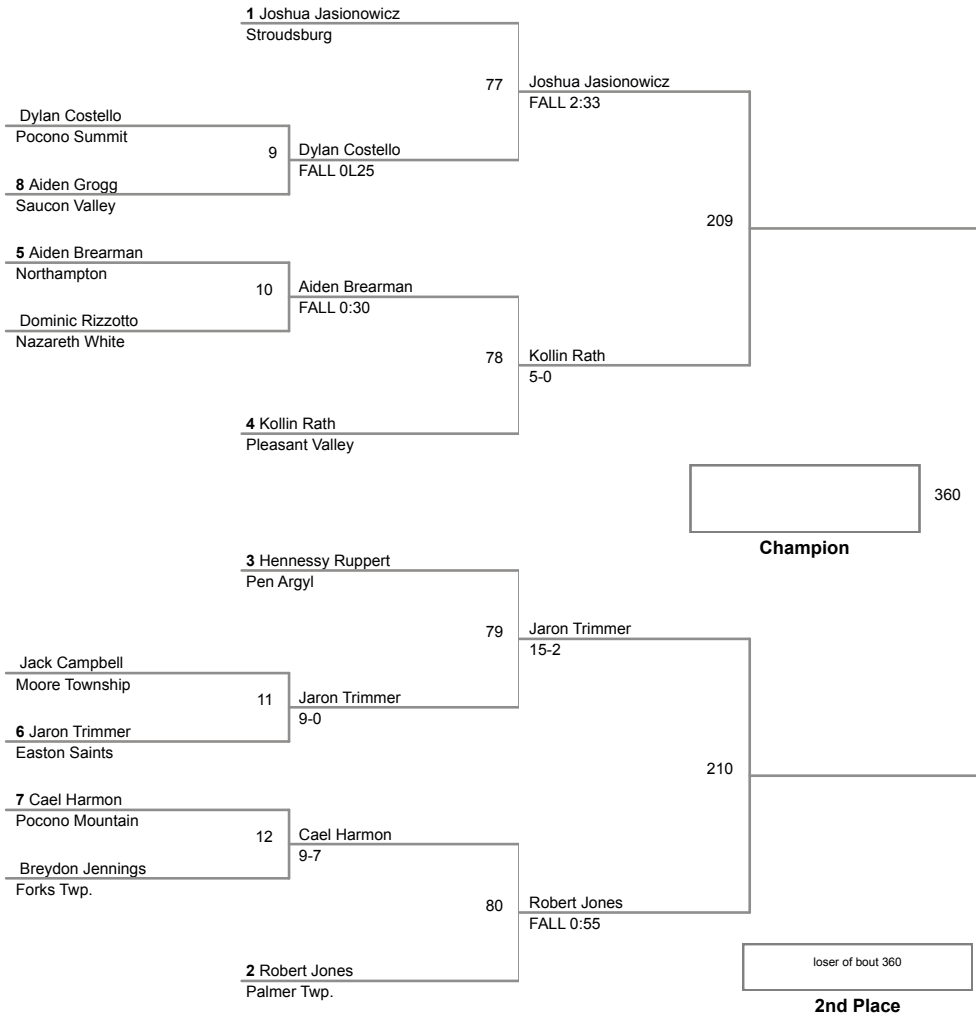 1 Joshua Jasionowicz
Stroudsburg
77
Joshua Jasionowicz
FALL 2:33
Dylan Costello
Pocono Summit
9
Dylan Costello
FALL 0L25
8 Aiden Grogg
Saucon Valley
209
5 Aiden Brearman
Northampton
10
Aiden Brearman
FALL 0:30
Dominic Rizzotto
Nazareth White
78
Kollin Rath
5-0
4 Kollin Rath
Pleasant Valley
360
Champion
3 Hennessy Ruppert
Pen Argyl
79
Jaron Trimmer
15-2
Jack Campbell
Moore Township
11
Jaron Trimmer
9-0
6 Jaron Trimmer
Easton Saints
210
7 Cael Harmon
Pocono Mountain
12
Cael Harmon
9-7
Breydon Jennings
Forks Twp.
80
Robert Jones
FALL 0:55
2 Robert Jones
Palmer Twp.
loser of bout 360
2nd Place